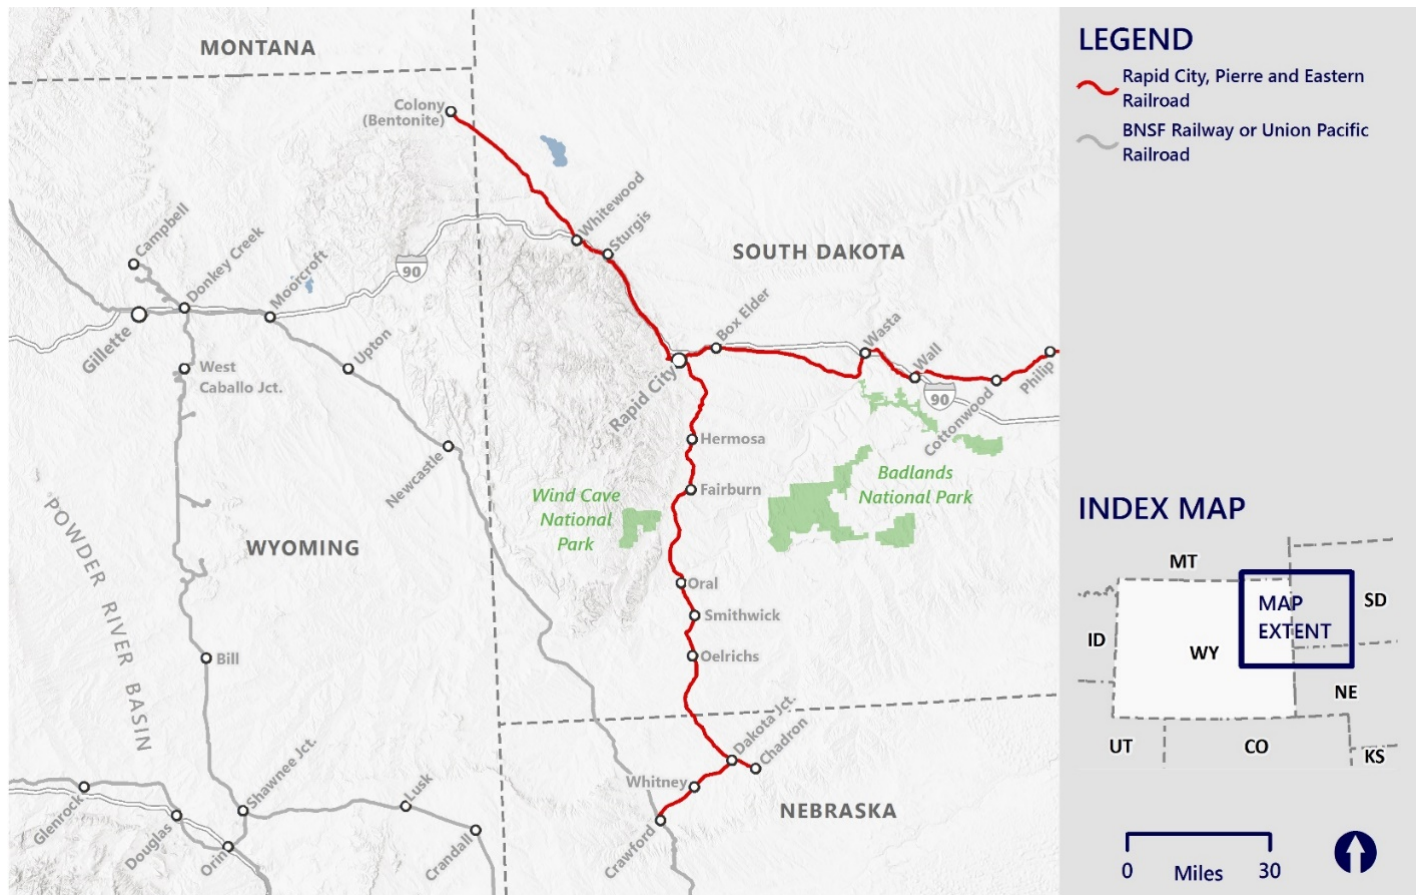 MONTANA
Colony
(Bentonite)
Whitewood
Sturgis
Campbell
Donkey Creek
Moorcroft
90
SOUTH DAKOTA
Gillette
West
Caballo Jct.
Upton
Box Elder
Wasta
Wall
90
Cottonwood
Philip
Rapid City
Newcastle
Hermosa
Fairburn
Wind Cave
National
Park
Badlands
National Park
POWDER RIVER BASIN
WYOMING
Oral
Smithwick
Oelrichs
Bill
Dakota Jct.
Chadron
Whitney
Crawford
NEBRASKA
Glenrock
Douglas
Orin
Shawnee Jct.
Lusk
Crandall
LEGEND
Rapid City, Pierre and Eastern
Railroad
BNSF Railway or Union Pacific
Railroad
INDEX MAP
MT
MAP
EXTENT
SD
ID
WY
NE
UT
CO
KS
0 Miles 30